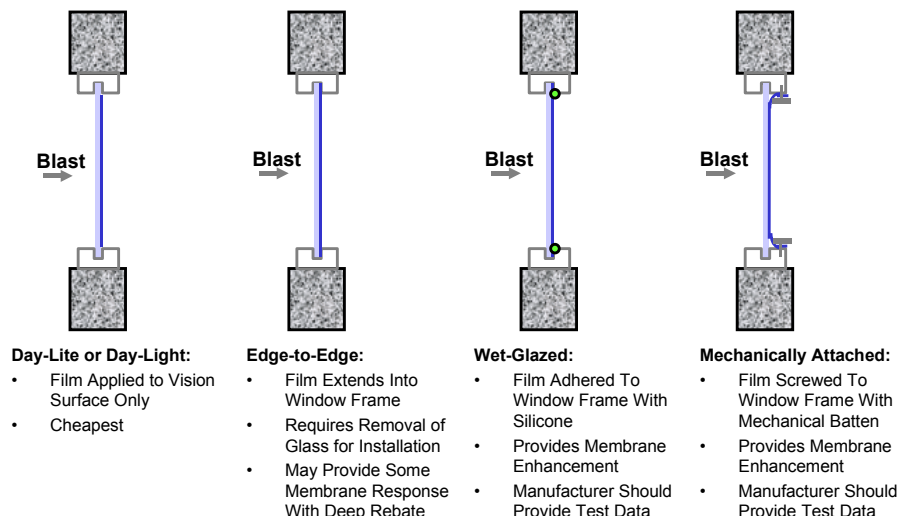 Blast
Blast
Blast
Blast
Day-Lite or Day-Light:
• Film Applied to Vision
Surface Only
• Cheapest
Edge-to-Edge:
• Film Extends Into
Window Frame
• Requires Removal of
Glass for Installation
• May Provide Some
Membrane Response
With Deep Rebate
Wet-Glazed:
• Film Adhered To
Window Frame With
Silicone
• Provides Membrane
Enhancement
• Manufacturer Should
Provide Test Data
Mechanically Attached:
• Film Screwed To
Window Frame With
Mechanical Batten
• Provides Membrane
Enhancement
• Manufacturer Should
Provide Test Data